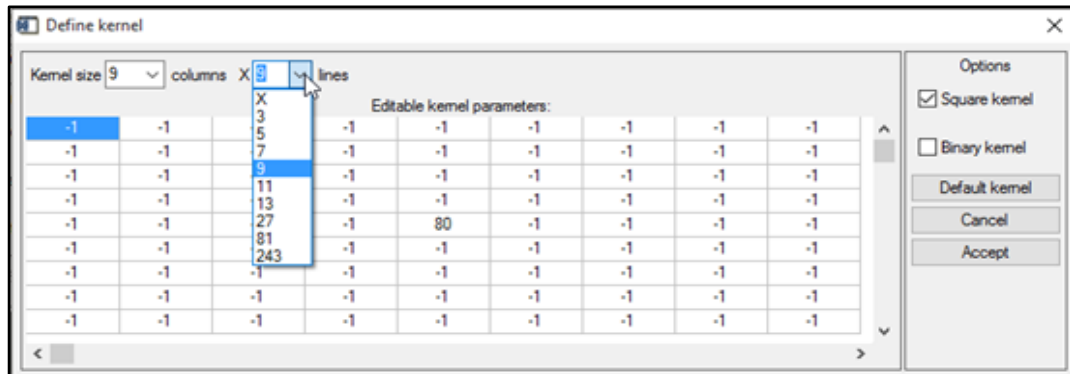 Define kernel
Kernel size 9 columns X 9 lines
Options
Square kernel
Binary kernel
Default kernel
Cancel
Accept
Editable kernel parameters:
X
3
5
7
9
11
13
27
81
243
-1 -1 -1 -1 -1 -1 -1 -1
-1 -1 -1 -1 -1 -1 -1 -1
-1 -1 -1 -1 -1 -1 -1 -1
-1 -1 -1 -1 -1 -1 -1 -1
-1 -1 -1 80 -1 -1 -1 -1
-1 -1 -1 -1 -1 -1 -1 -1
-1 -1 -1 -1 -1 -1 -1 -1 -1
-1 -1 -1 -1 -1 -1 -1 -1 -1
-1 -1 -1 -1 -1 -1 -1 -1 -1